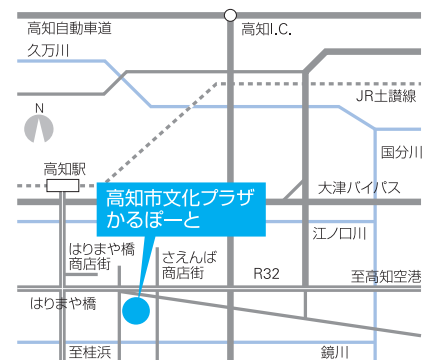 高知自動車道
高知I.C.
久万川
JR土讃線
N
国分川
高知駅
大津バイパス
高知市文化プラザ
かるぽーと
江ノ口川
はりまや橋
商店街
さえんば
商店街
R32
至高知空港
はりまや橋
至桂浜
鏡川